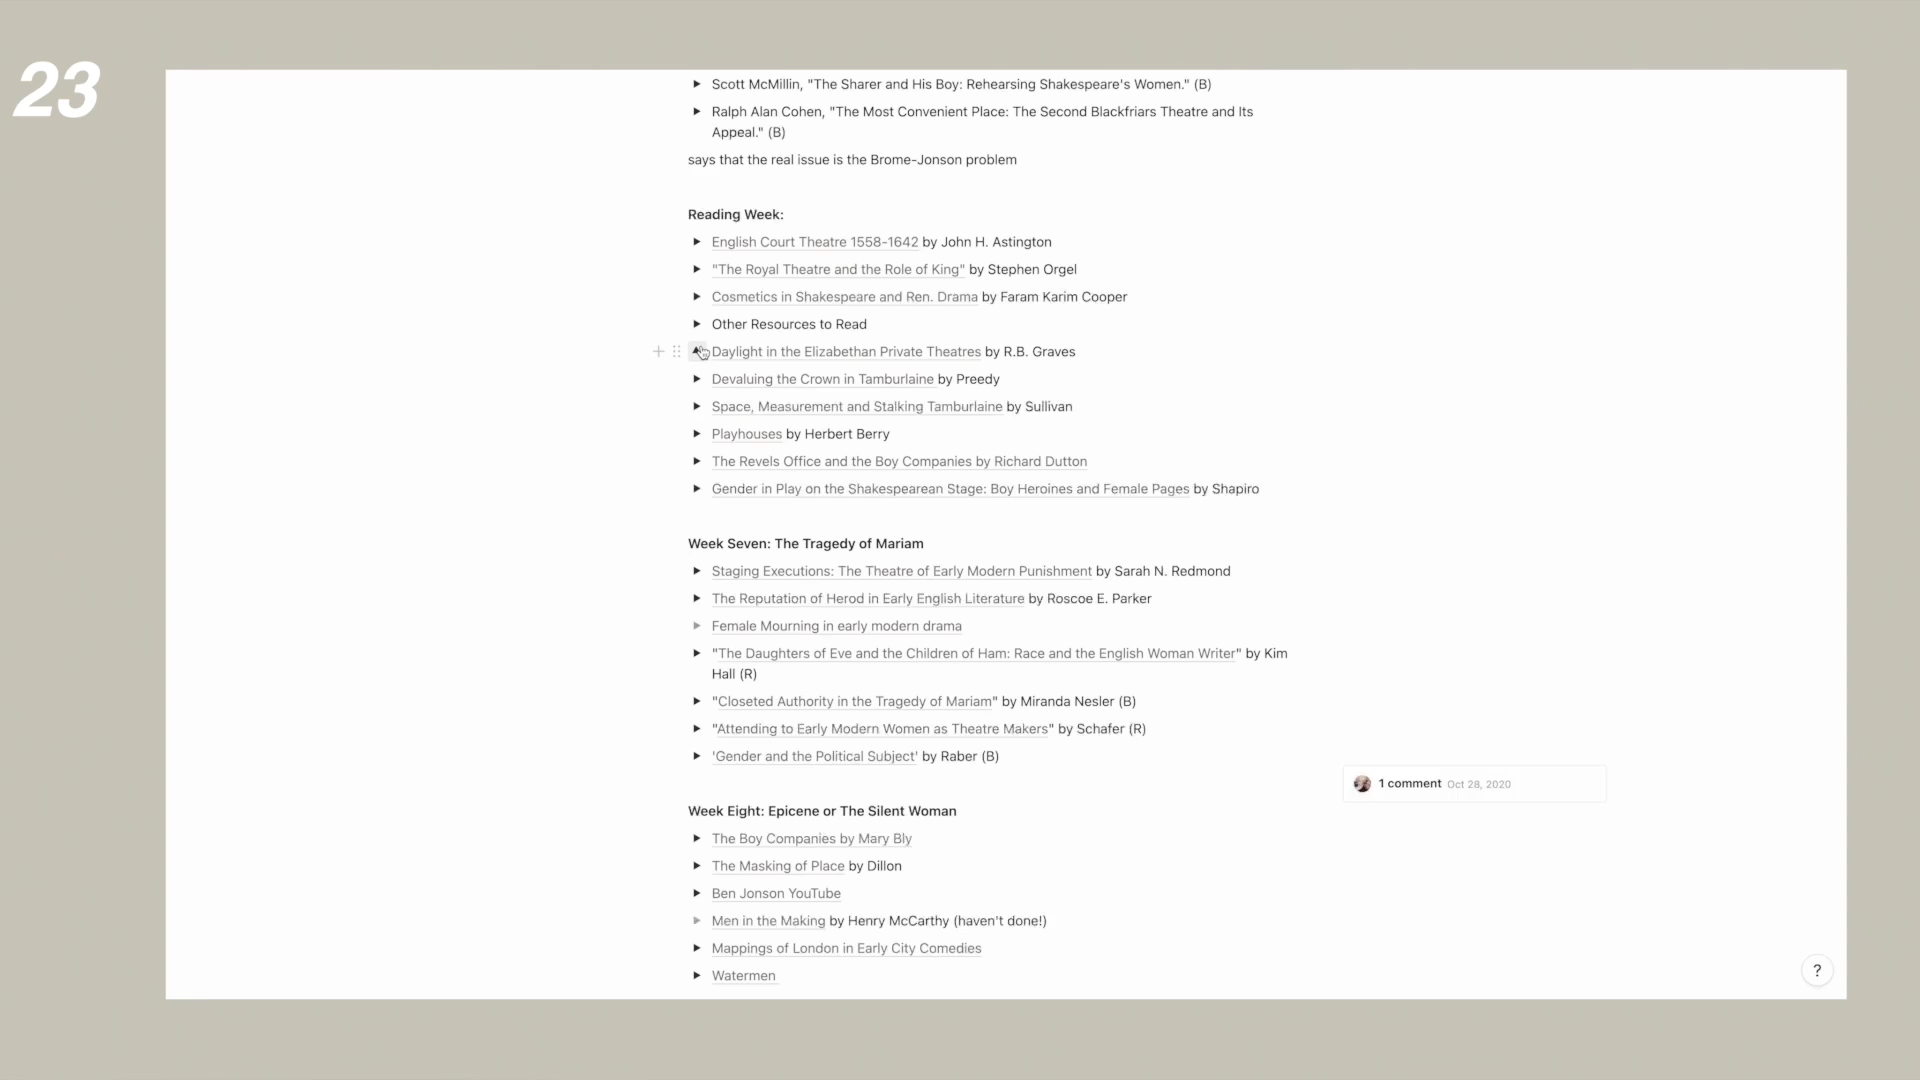 23
Scott McMillin, "The Sharer and His Boy: Rehearsing Shakespeare's Women." (B)
Ralph Alan Cohen, "The Most Convenient Place: The Second Blackfriars Theatre and Its
Appeal." (B)
says that the real issue is the Brome-Jonson problem
Reading Week:
English Court Theatre 1558-1642 by John H. Astington
"The Royal Theatre and the Role of King" by Stephen Orgel
Cosmetics in Shakespeare and Ren. Drama by Faram Karim Cooper
Other Resources to Read
Daylight in the Elizabethan Private Theatres by R.B. Graves
Devaluing the Crown in Tamburlaine by Preedy
Space, Measurement and Stalking Tamburlaine by Sullivan
Playhouses by Herbert Berry
The Revels Office and the Boy Companies by Richard Dutton
Gender in Play on the Shakespearean Stage: Boy Heroines and Female Pages by Shapiro
Week Seven: The Tragedy of Mariam
Staging Executions: The Theatre of Early Modern Punishment by Sarah N. Redmond
The Reputation of Herod in Early English Literature by Roscoe E. Parker
Female Mourning in early modern drama
"The Daughters of Eve and the Children of Ham: Race and the English Woman Writer" by Kim
Hall (R)
"Closeted Authority in the Tragedy of Mariam" by Miranda Nesler (B)
"Attending to Early Modern Women as Theatre Makers" by Schafer (R)
'Gender and the Political Subject' by Raber (B)
1 comment Oct 28, 2020
Week Eight: Epicene or The Silent Woman
The Boy Companies by Mary Bly
The Masking of Place by Dillon
Ben Jonson YouTube
Men in the Making by Henry McCarthy (haven't done!)
Mappings of London in Early City Comedies
Watermen
?